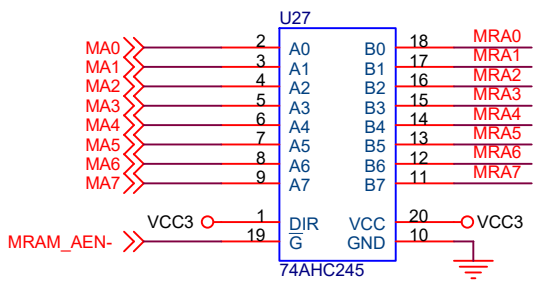 U27
MA0 2 A0 B0 18 MRA0
MA1 3 A1 B1 17 MRA1
MA2 4 A2 B2 16 MRA2
MA3 5 A3 B3 15 MRA3
MA4 6 A4 B4 14 MRA4
MA5 7 A5 B5 13 MRA5
MA6 8 A6 B6 12 MRA6
MA7 9 A7 B7 11 MRA7
VCC3 1 DIR VCC 20 VCC3
MRAM_AEN- 19 G GND 10
74AHC245